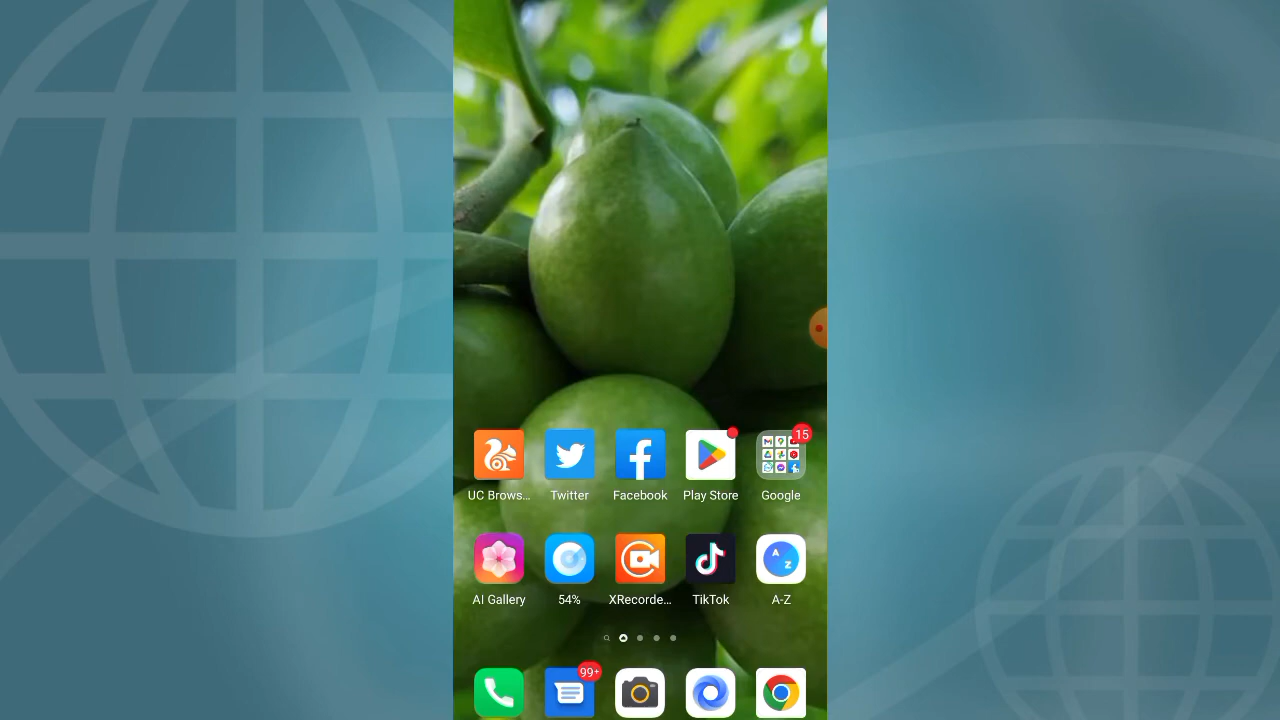 15
UC Brows...
Twitter
Facebook
Play Store
Google
A
Z
AI Gallery
54%
XRecorde...
TikTok
A-Z
99+